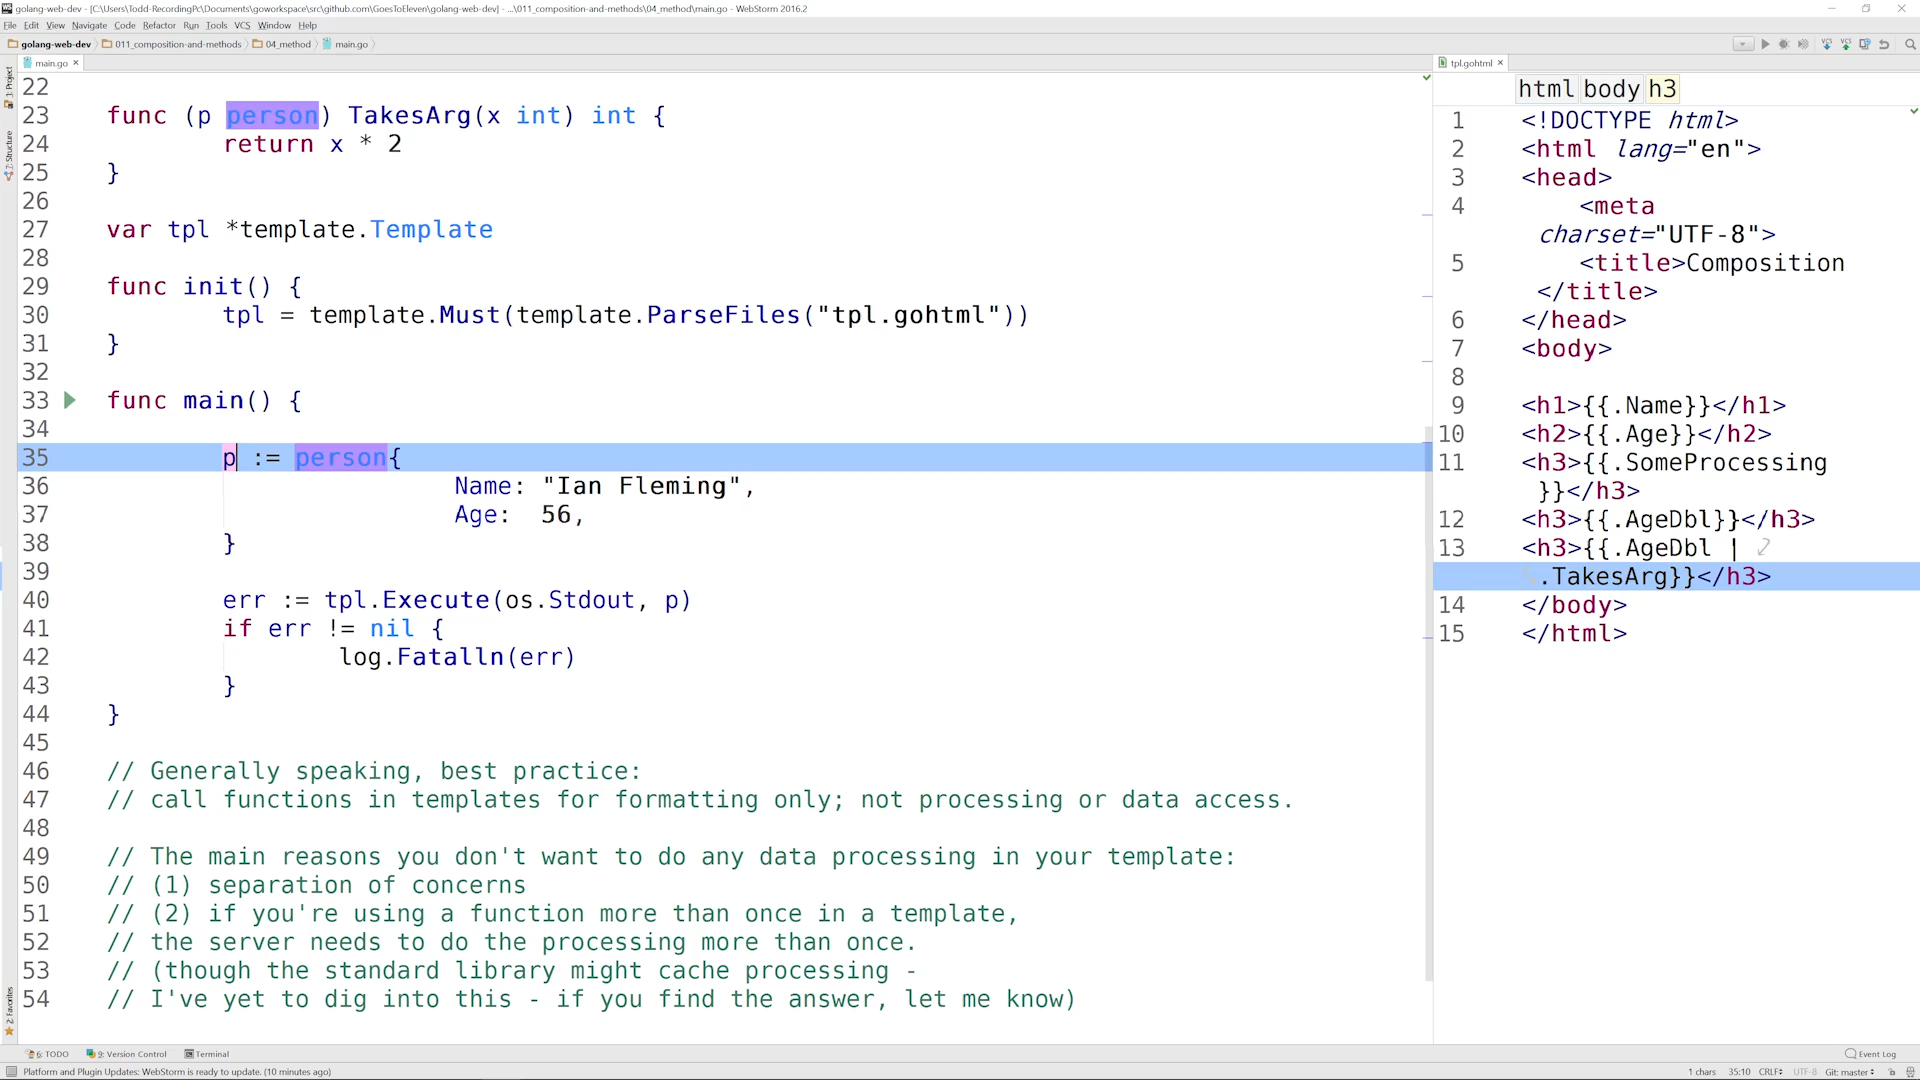 golang-web-dev - [C:\Users\Todd-RecordingPc\Documents\goworkspace\src\github.com\GoesToEleven\golang-web-dev] - ...\011_composition-and-methods\04_method\main.go - WebStorm 2016.2
File Edit View Navigate Code Refactor Run Tools VCS Window Help
golang-web-dev 011_composition-and-methods 04_method main.go
main.go
1: Project
7: Structure
2: Favorites
22
23 func (p person) TakesArg(x int) int {
24 return x * 2
25 }
26
27 var tpl *template.Template
28
29 func init() {
30 tpl = template.Must(template.ParseFiles("tpl.gohtml"))
31 }
32
33 func main() {
34
35 p := person{
36 Name: "Ian Fleming",
37 Age: 56,
38 }
39
40 err := tpl.Execute(os.Stdout, p)
41 if err != nil {
42 log.Fatalln(err)
43 }
44 }
45
46 // Generally speaking, best practice:
47 // call functions in templates for formatting only; not processing or data access.
48
49 // The main reasons you don't want to do any data processing in your template:
50 // (1) separation of concerns
51 // (2) if you're using a function more than once in a template,
52 // the server needs to do the processing more than once.
53 // (though the standard library might cache processing -
54 // I've yet to dig into this - if you find the answer, let me know)
VCS VCS
tpl.gohtml
html body h3
1 <!DOCTYPE html>
2 <html lang="en">
3 <head>
4 <meta
charset="UTF-8">
5 <title>Composition
</title>
6 </head>
7 <body>
8
9 <h1>{{.Name}}</h1>
10 <h2>{{.Age}}</h2>
11 <h3>{{.SomeProcessing
}}</h3>
12 <h3>{{.AgeDbl}}</h3>
13 <h3>{{.AgeDbl |
.TakesArg}}</h3>
14 </body>
15 </html>
6: TODO 9: Version Control Terminal Event Log
Platform and Plugin Updates: WebStorm is ready to update. (10 minutes ago) 1 chars 35:10 CRLF UTF-8 Git: master